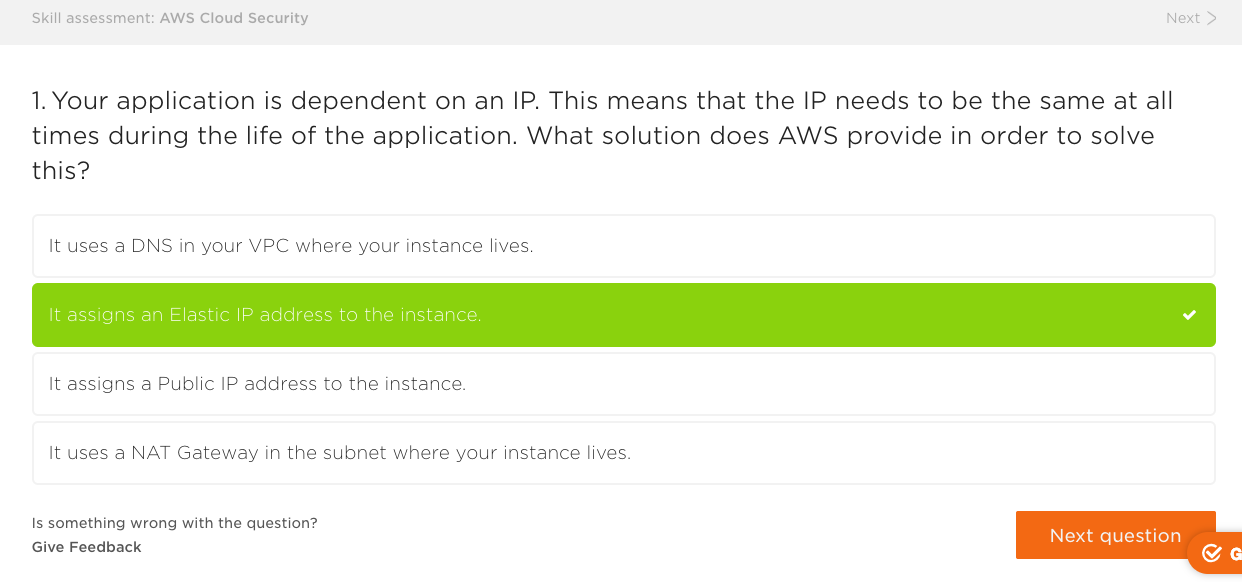 Skill assessment: AWS Cloud Security
Next
1. Your application is dependent on an IP. This means that the IP needs to be the same at all
times during the life of the application. What solution does AWS provide in order to solve
this?
It uses a DNS in your VPC where your instance lives.
It assigns an Elastic IP address to the instance.
It assigns a Public IP address to the instance.
It uses a NAT Gateway in the subnet where your instance lives.
Is something wrong with the question?
Give Feedback
Next question